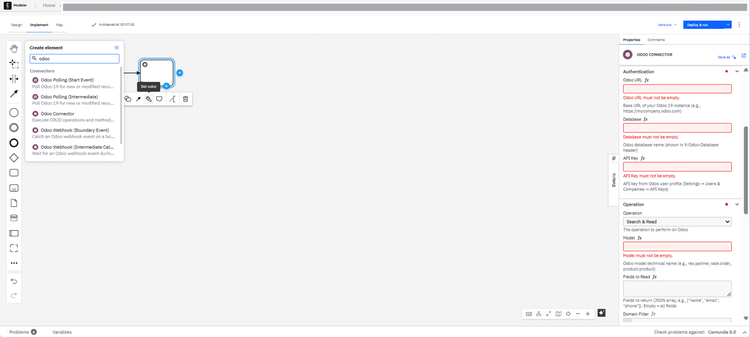 Modeler
Home
Design
Implement
Play
Autosaved at 20:07:52
Versions
Deploy & run
Create element
odoo
Connectors
Odoo Polling (Start Event)
Poll Odoo 19 for new or modified reco...
Odoo Polling (Intermediate)
Poll Odoo 19 for new or modified reco...
Odoo Connector
Execute CRUD operations and method...
Odoo Webhook (Boundary Event)
Catch an Odoo webhook event on a bo...
Odoo Webhook (Intermediate Cat...
Wait for an Odoo webhook event durin...
Set color
Details
Properties
Comments
ODOO CONNECTOR
Save as
Authentication
Odoo URL fx
Odoo URL must not be empty.
Base URL of your Odoo 19 instance (e.g.,
https://mycompany.odoo.com)
Database fx
Database must not be empty.
Odoo database name (shown in X-Odoo-Database
header)
API Key fx
API Key must not be empty.
API key from Odoo user profile (Settings → Users &
Companies → API Keys)
Operation
Operation
Search & Read
The operation to perform on Odoo
Model fx
Model must not be empty.
Odoo model technical name (e.g., res.partner, sale.order,
product.product)
Fields to Read fx
Fields to return (JSON array, e.g., ["name", "email",
"phone"]). Empty = all fields
Domain Filter fx
Problems
Variables
Check problems against: Camunda 8.8